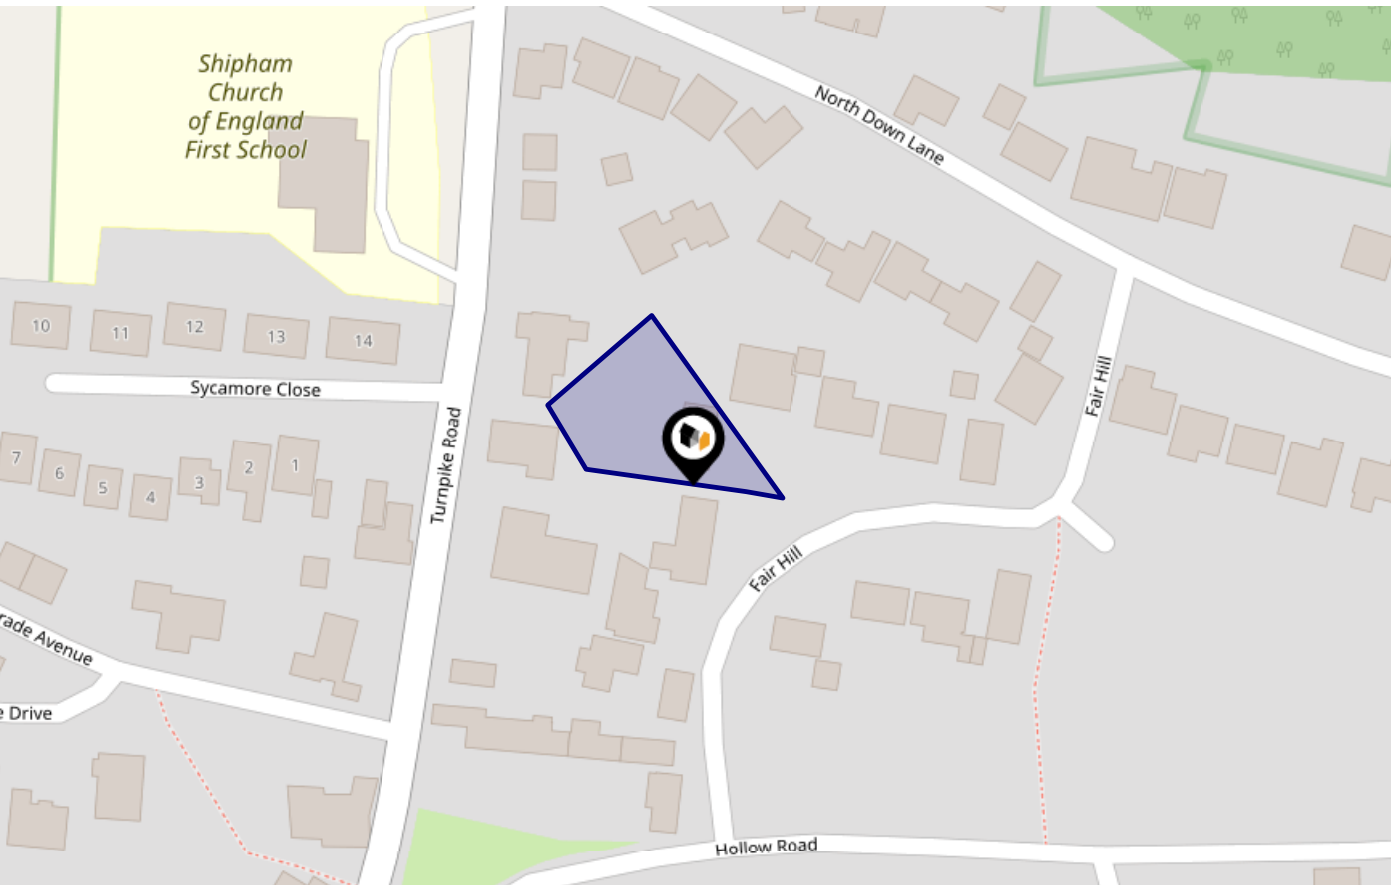 Shipham
Church
of England
First School
North Down Lane
10
11
12
13
14
Sycamore Close
Fair Hill
Turnpike Road
7
6
5
4
3
2
1
Fair Hill
rade Avenue
e Drive
Hollow Road